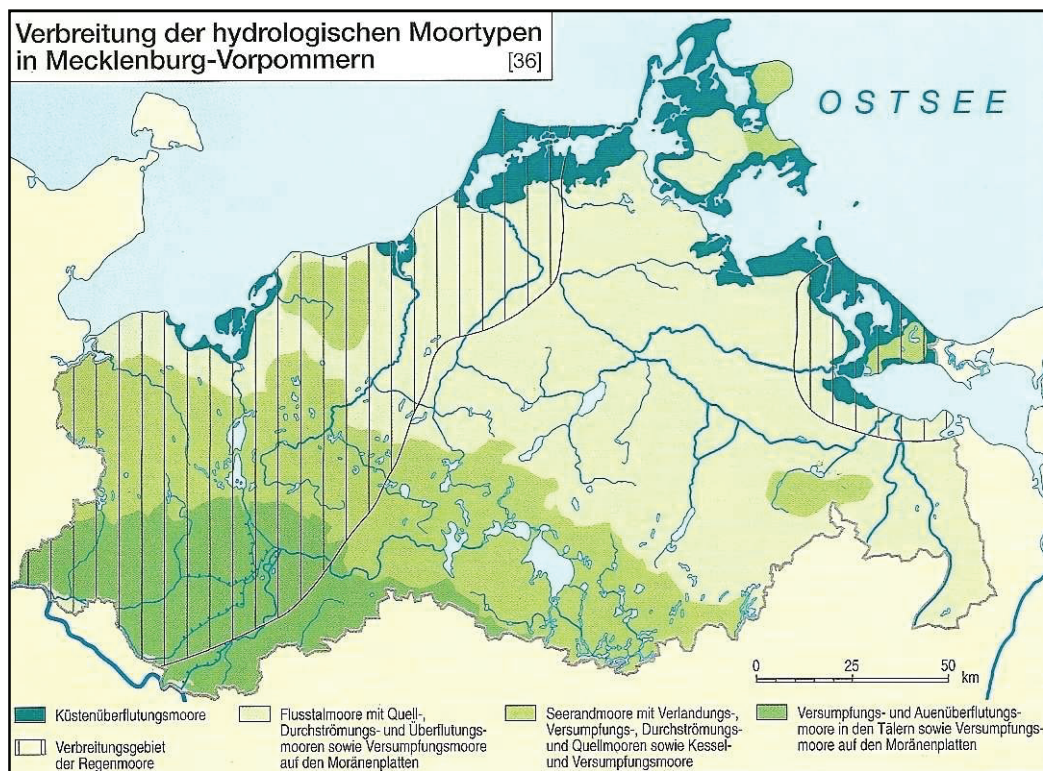 Verbreitung der hydrologischen Moortypen
in Mecklenburg-Vorpommern [36]
OSTSEE
0 25 50
km
Küstenüberflutungsmoore
Verbreitungsgebiet
der Regenmoore
Flusstalmoore mit Quell-,
Durchströmungs- und Überflutungs-
mooren sowie Versumpfungsmoore
auf den Moränenplatten
Seerandmoore mit Verlandungs-,
Versumpfungs-, Durchströmungs-
und Quellmooren sowie Kessel-
und Versumpfungsmoore
Versumpfungs- und Auenüberflutungs-
moore in den Tälern sowie Versumpfungs-
moore auf den Moränenplatten